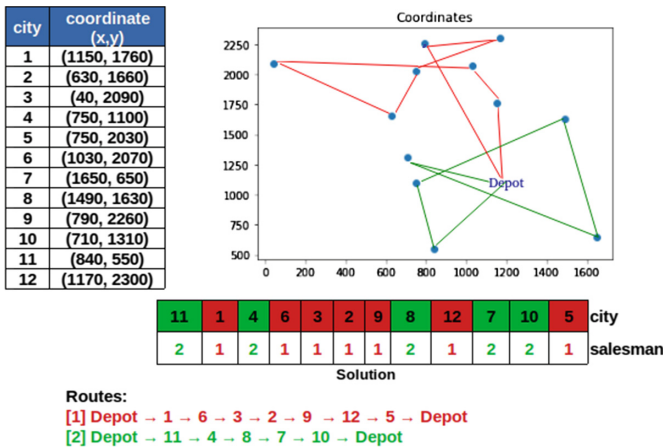 city coordinate (x,y)
1 (1150, 1760)
2 (630, 1660)
3 (40, 2090)
4 (750, 1100)
5 (750, 2030)
6 (1030, 2070)
7 (1650, 650)
8 (1490, 1630)
9 (790, 2260)
10 (710, 1310)
11 (840, 550)
12 (1170, 2300)
Coordinates
2250
2000
1750
1500
1250
1000
750
500
Depot
0 200 400 600 800 1000 1200 1400 1600
11 1 4 6 3 2 9 8 12 7 10 5 city
2 1 2 1 1 1 1 2 1 2 2 1 salesman
Solution
Routes:
[1] Depot → 1 → 6 → 3 → 2 → 9 → 12 → 5 → Depot
[2] Depot → 11 → 4 → 8 → 7 → 10 → Depot